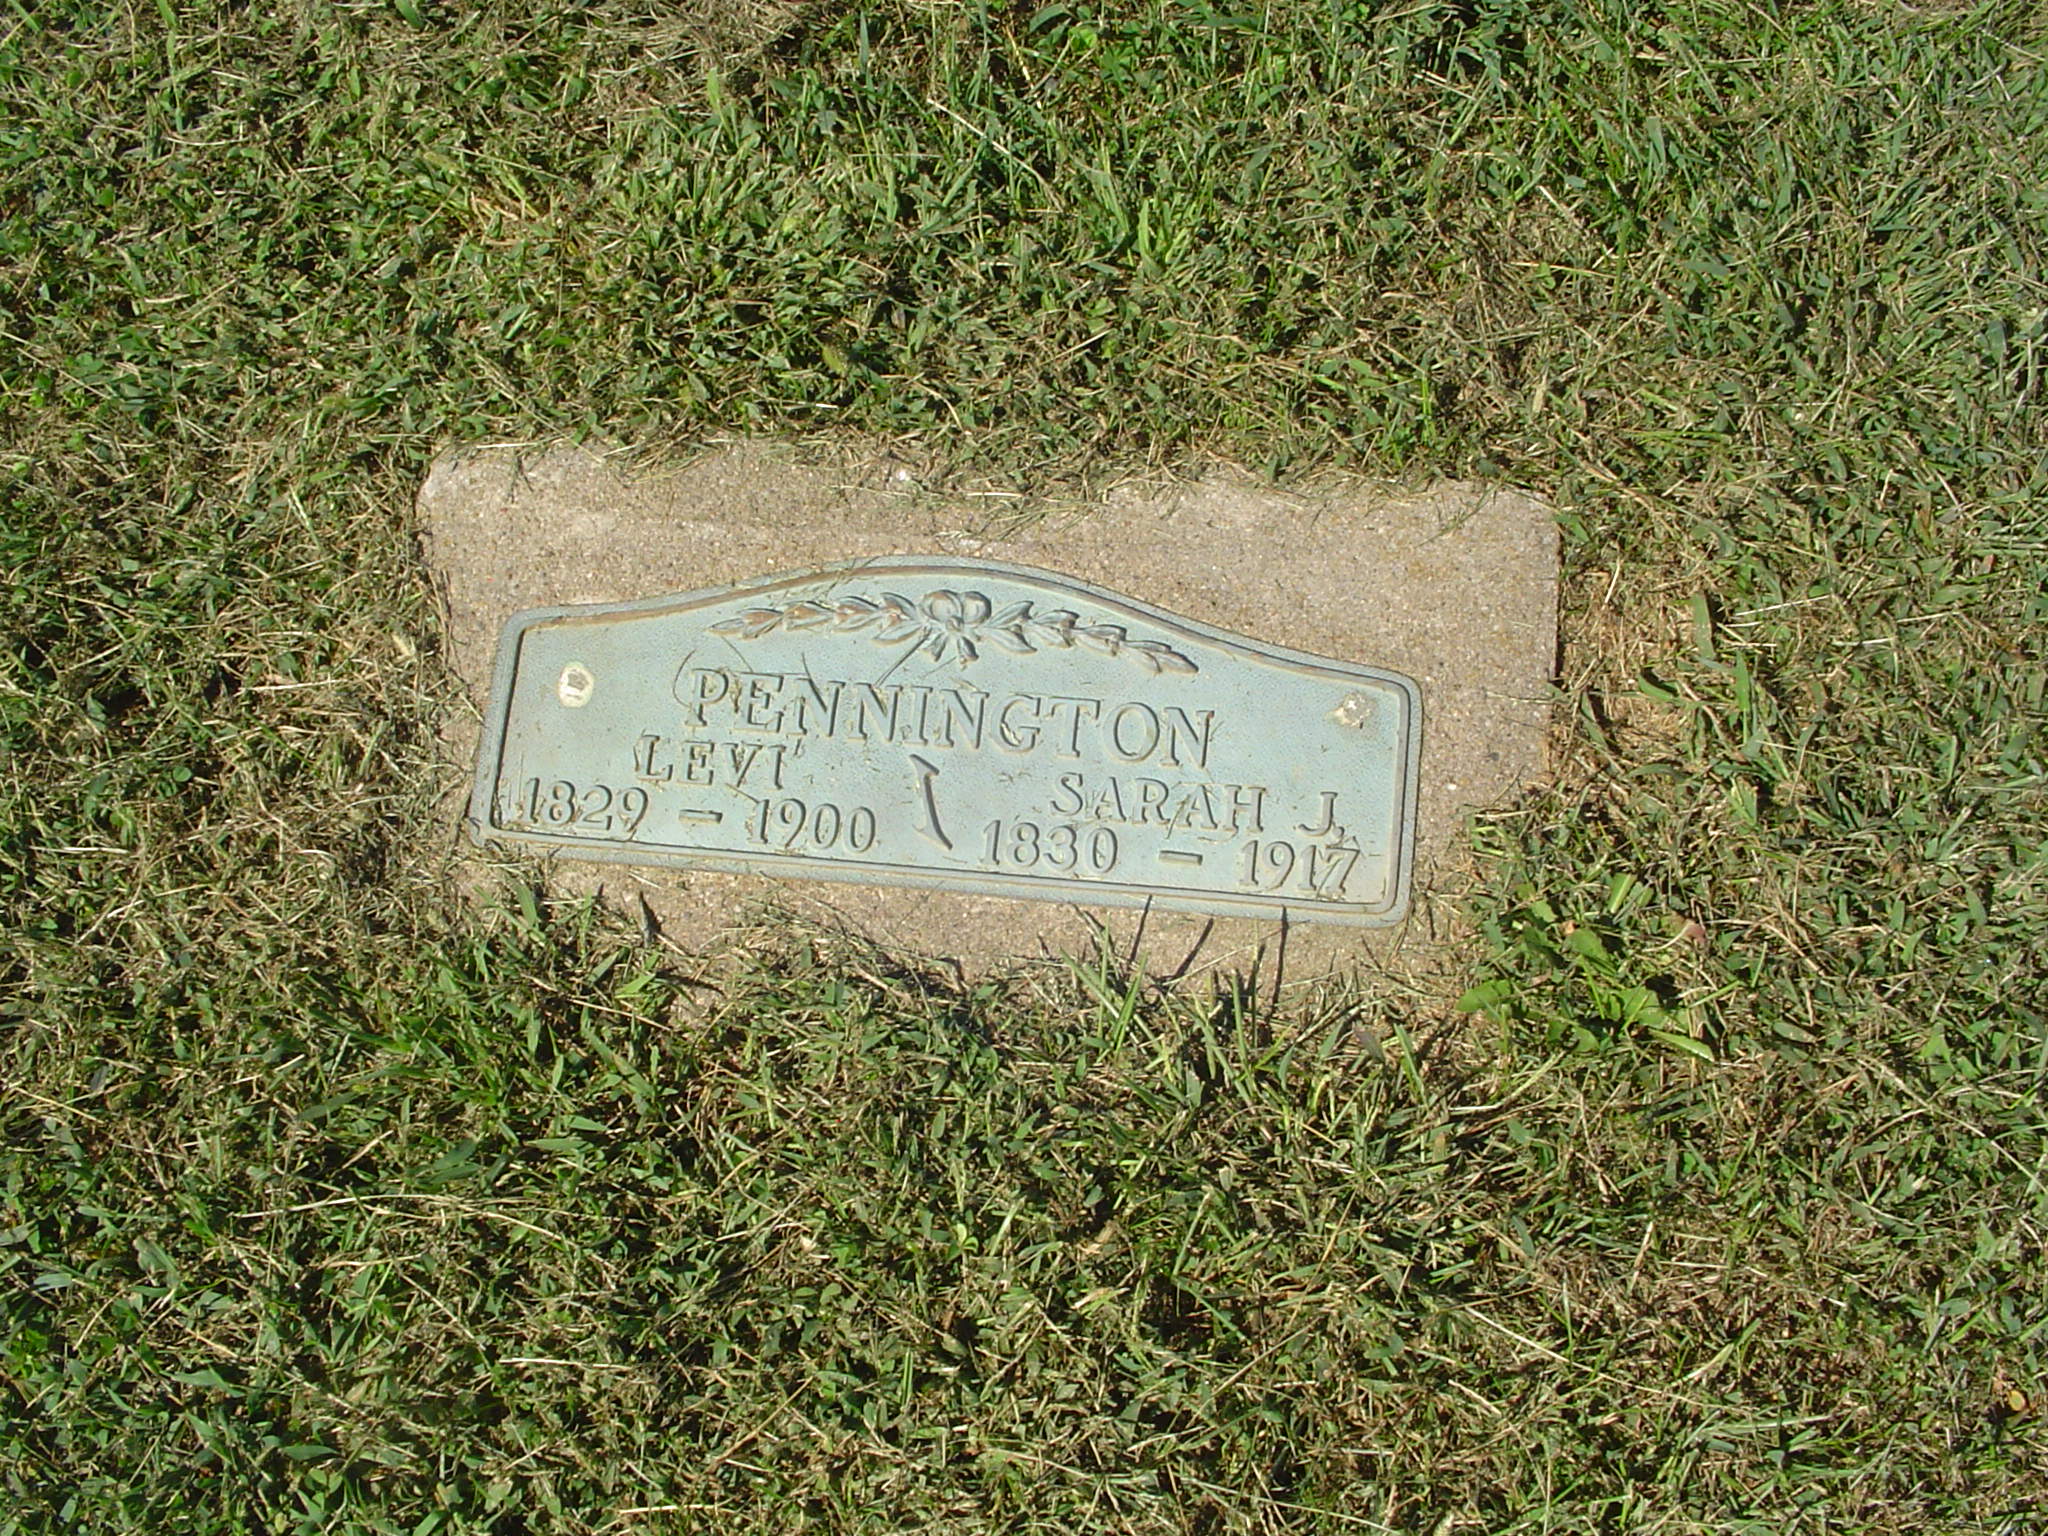 PENNINGTON
LEVI SARAH J.
1829 – 1900 1830 – 1917